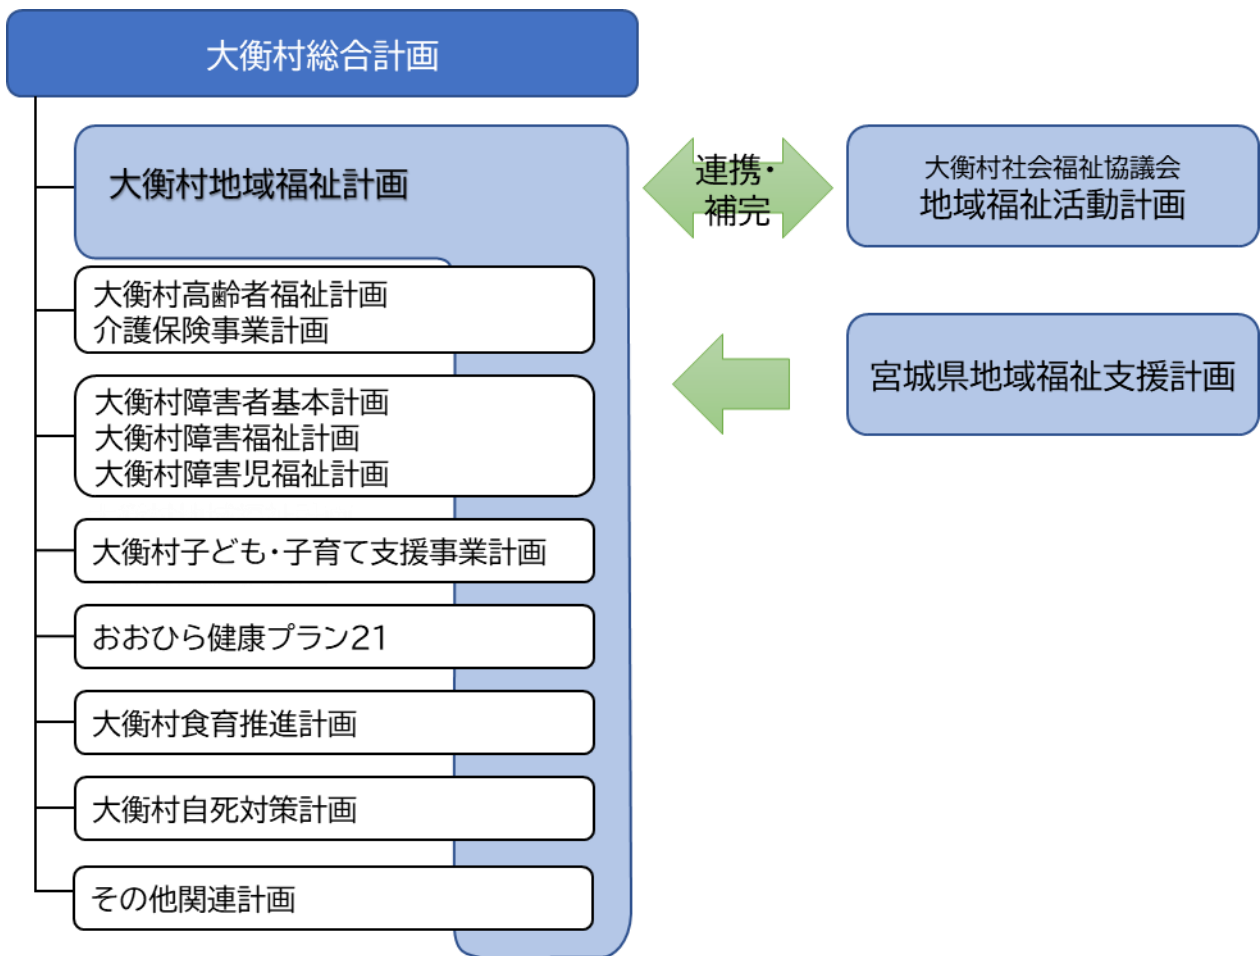 大衡村総合計画
大衡村地域福祉計画
連携・
補完
大衡村社会福祉協議会
地域福祉活動計画
大衡村高齢者福祉計画
介護保険事業計画
宮城県地域福祉支援計画
大衡村障害者基本計画
大衡村障害福祉計画
大衡村障害児福祉計画
大衡村子ども・子育て支援事業計画
おおひら健康プラン21
大衡村食育推進計画
大衡村自死対策計画
その他関連計画